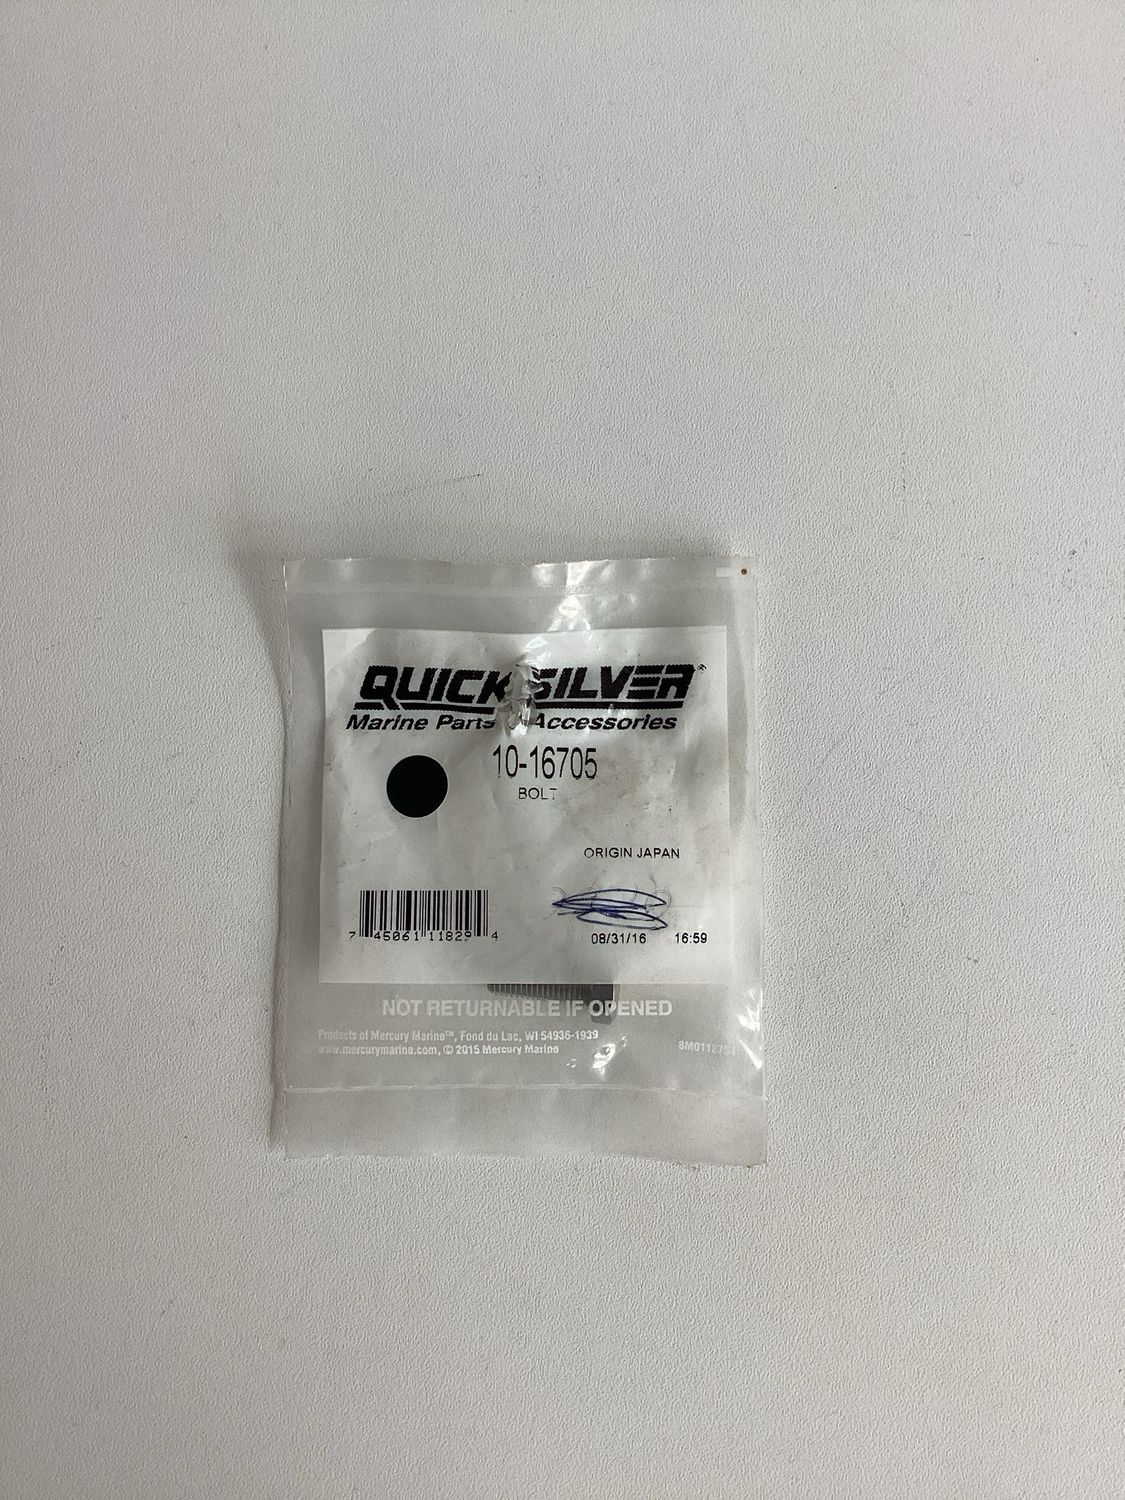 QUICKSILVER®
Marine Parts Accessories
10-16705
BOLT
ORIGIN JAPAN
7 45061 11829 4
08/31/16 16:59
NOT RETURNABLE IF OPENED
Products of Mercury Marine™, Fond du Lac, WI 54936-1939
www.mercurymarine.com, © 2015 Mercury Marine